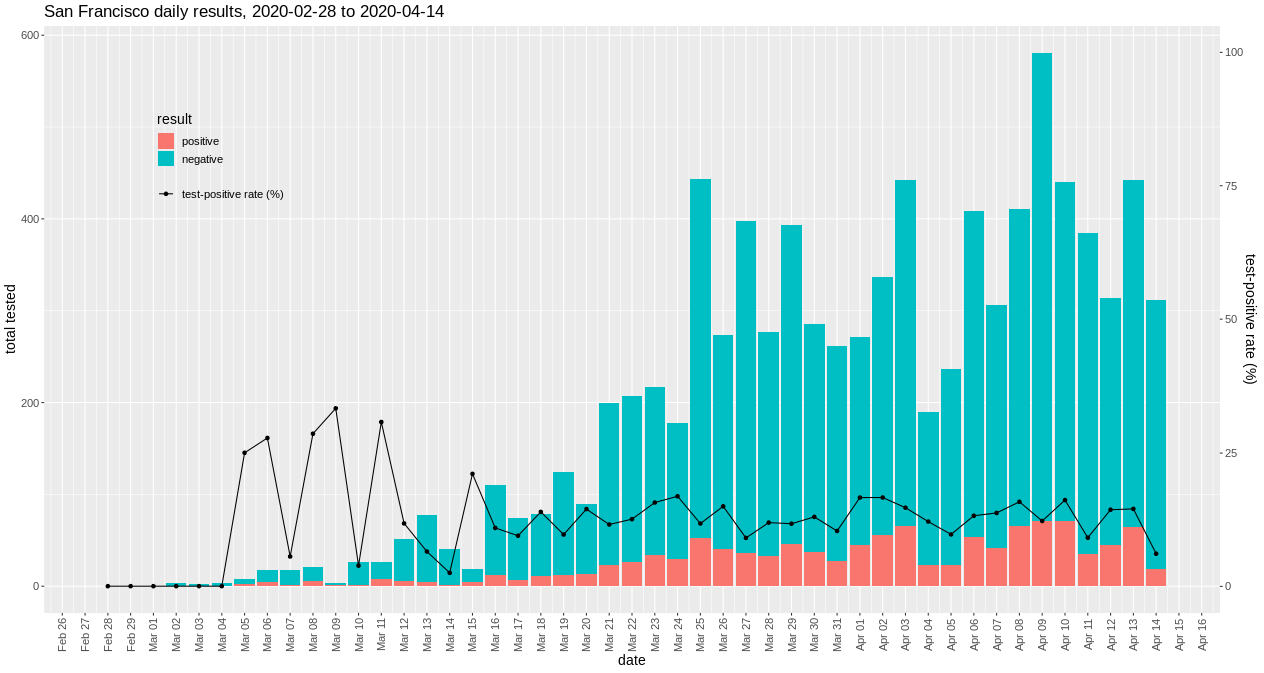 San Francisco daily results, 2020-02-28 to 2020-04-14
600
400
200
0
total tested
result
positive
negative
test-positive rate (%)
100
75
50
25
0
test-positive rate (%)
Feb 26
Feb 27
Feb 28
Feb 29
Mar 01
Mar 02
Mar 03
Mar 04
Mar 05
Mar 06
Mar 07
Mar 08
Mar 09
Mar 10
Mar 11
Mar 12
Mar 13
Mar 14
Mar 15
Mar 16
Mar 17
Mar 18
Mar 19
Mar 20
Mar 21
Mar 22
Mar 23
Mar 24
Mar 25
Mar 26
Mar 27
Mar 28
Mar 29
Mar 30
Mar 31
Apr 01
Apr 02
Apr 03
Apr 04
Apr 05
Apr 06
Apr 07
Apr 08
Apr 09
Apr 10
Apr 11
Apr 12
Apr 13
Apr 14
Apr 15
Apr 16
date